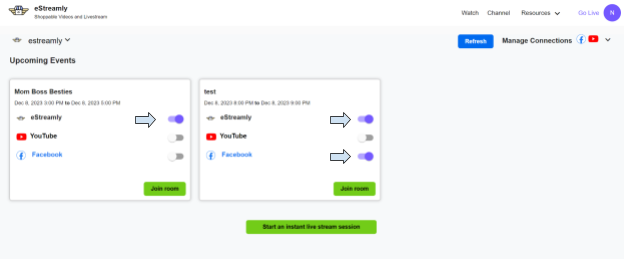 eStreamly
Shoppable Videos and Livestream
Watch Channel Resources Go Live N
estreamly
Refresh Manage Connections
Upcoming Events
Mom Boss Besties
Dec 8, 2023 3:00 PM to Dec 8, 2023 5:00 PM
eStreamly
YouTube
Facebook
Join room
test
Dec 8, 2023 8:00 PM to Dec 8, 2023 9:00 PM
eStreamly
YouTube
Facebook
Join room
Start an instant live stream session